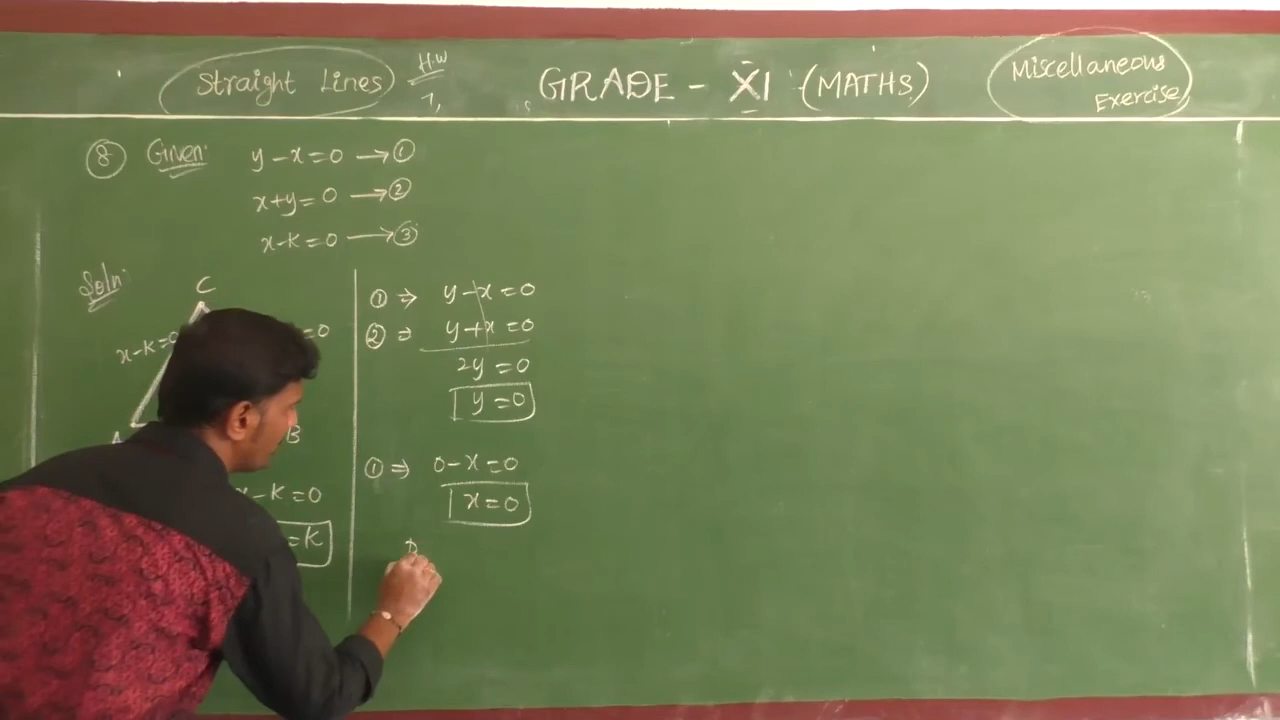 Straight Lines
H.W
7,
GRADE - XI (MATHS)
Miscellaneous
Exercise
8 Given:
y - x = 0 → ①
x + y = 0 → ②
x - k = 0 → ③
Soln:
C
x - k = 0
= 0
A
B
x - k = 0
= k
① ⇒ y - x = 0
② ⇒ y + x = 0
2y = 0
y = 0
① ⇒ 0 - x = 0
x = 0